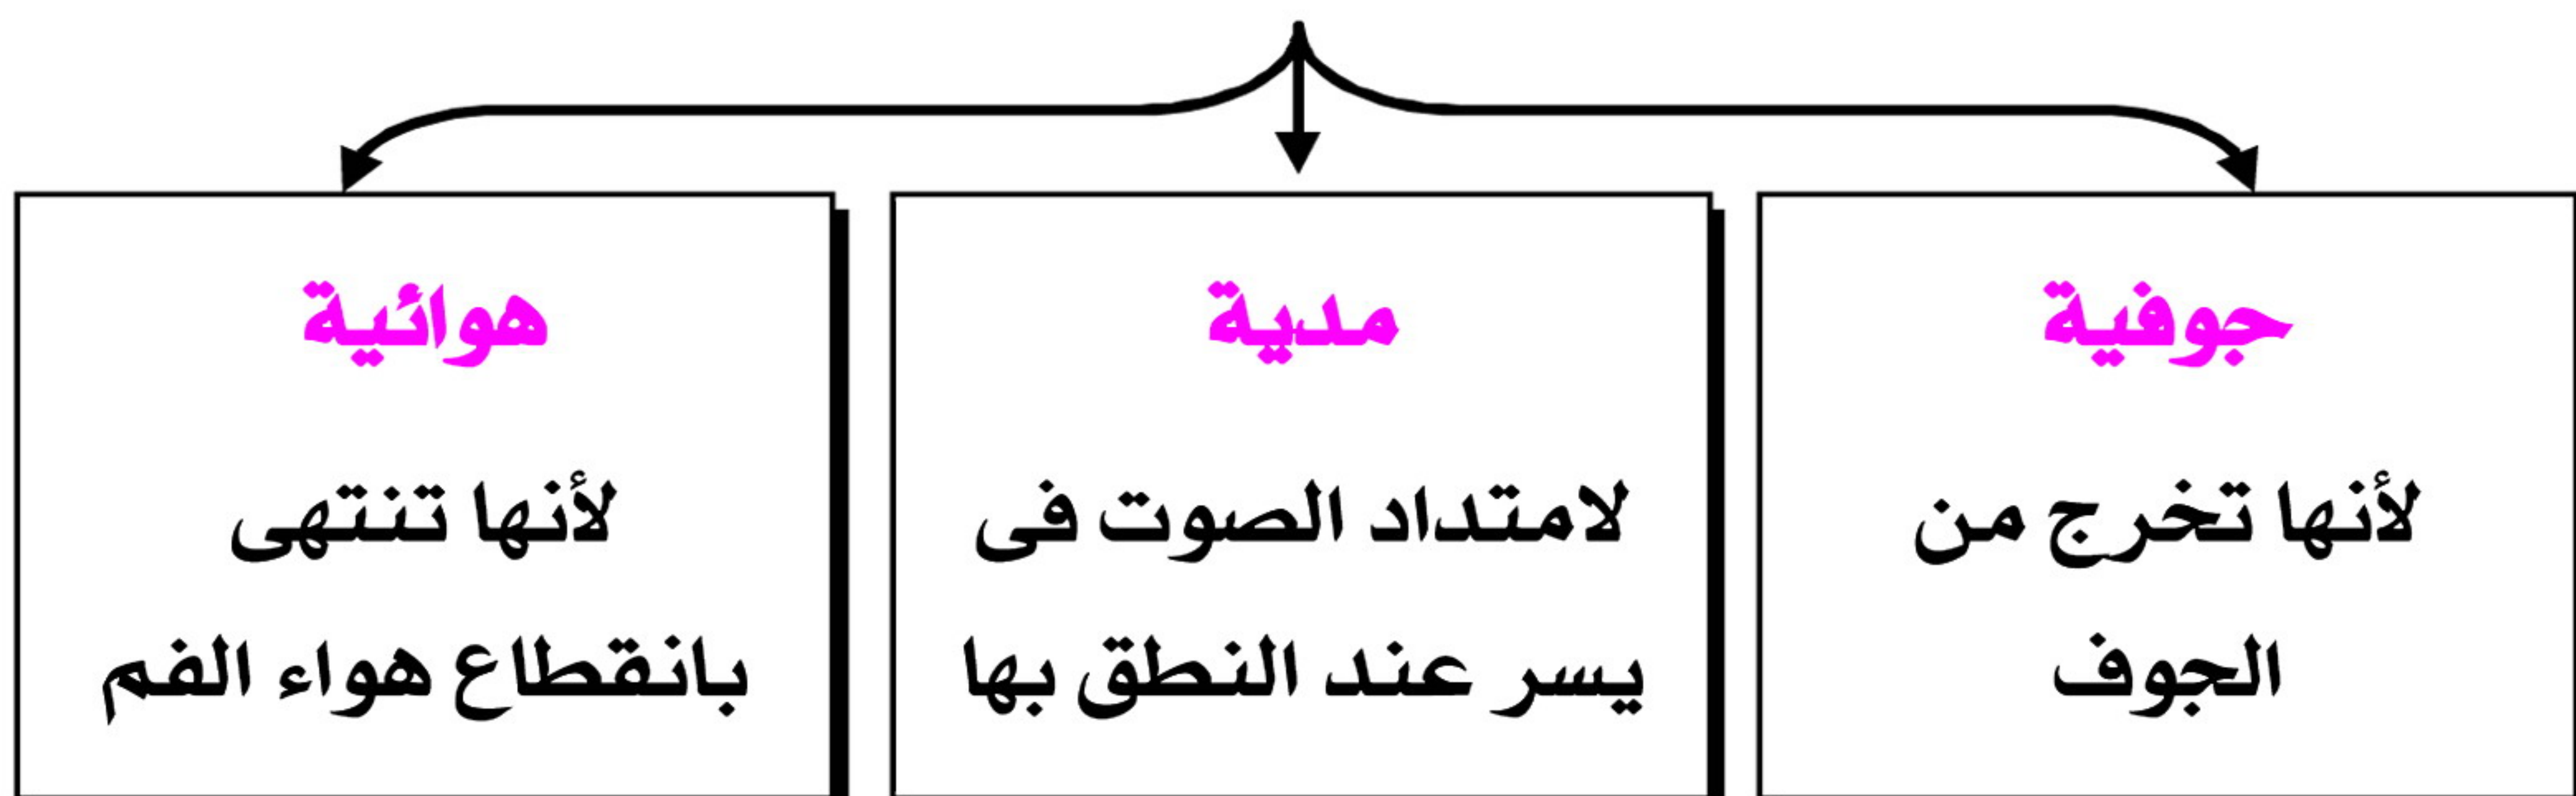 جوفية
لأنها تخرج من
الجوف
مدية
لامتداد الصوت فى
يسر عند النطق بها
هوائية
لأنها تنتهى
بانقطاع هواء الفم